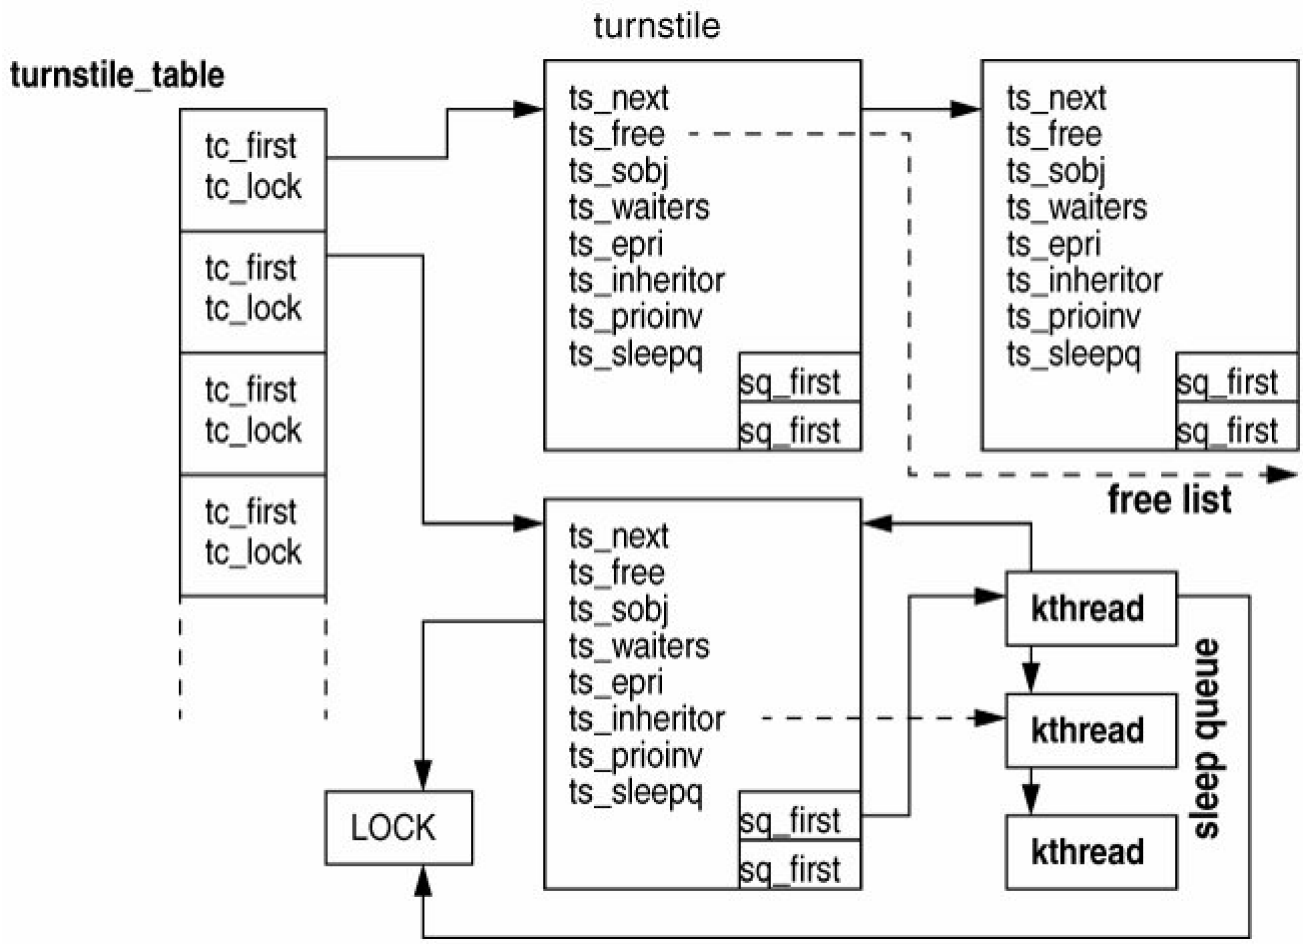 turnstile
turnstile_table
tc_first
tc_lock
tc_first
tc_lock
tc_first
tc_lock
tc_first
tc_lock
ts_next
ts_free
ts_sobj
ts_waiters
ts_epri
ts_inheritor
ts_prioinv
ts_sleepq
sq_first
sq_first
ts_next
ts_free
ts_sobj
ts_waiters
ts_epri
ts_inheritor
ts_prioinv
ts_sleepq
sq_first
sq_first
free list
ts_next
ts_free
ts_sobj
ts_waiters
ts_epri
ts_inheritor
ts_prioinv
ts_sleepq
sq_first
sq_first
kthread
kthread
kthread
sleep queue
LOCK